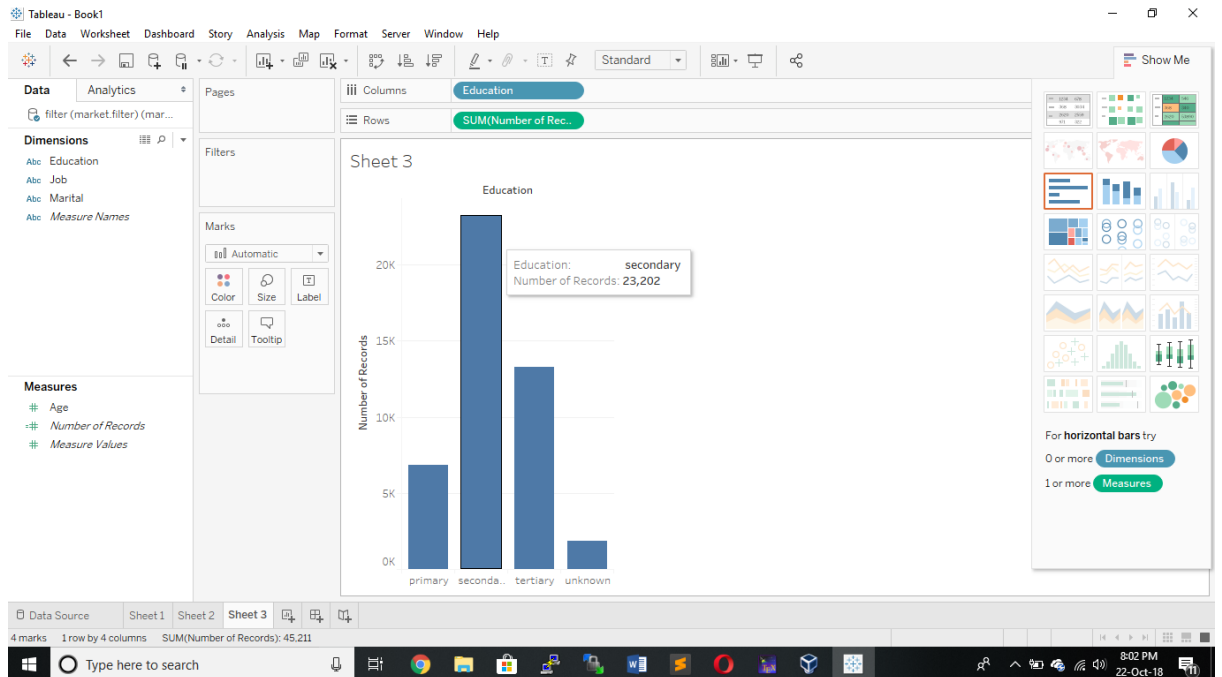 Tableau - Book1
File Data Worksheet Dashboard Story Analysis Map Format Server Window Help
Standard
Show Me
Data Analytics
filter (market.filter) (mar...
Dimensions
Abc Education
Abc Job
Abc Marital
Abc Measure Names
Measures
# Age
=# Number of Records
# Measure Values
Pages
Filters
Marks
Automatic
Color Size Label
Detail Tooltip
iii Columns Education
Rows SUM(Number of Rec..
Sheet 3
Education
Education: secondary
Number of Records: 23,202
Number of Records
20K
15K
10K
5K
0K
primary seconda.. tertiary unknown
For horizontal bars try
0 or more Dimensions
1 or more Measures
Data Source Sheet 1 Sheet 2 Sheet 3
4 marks 1 row by 4 columns SUM(Number of Records): 45,211
Type here to search
8:02 PM
22-Oct-18